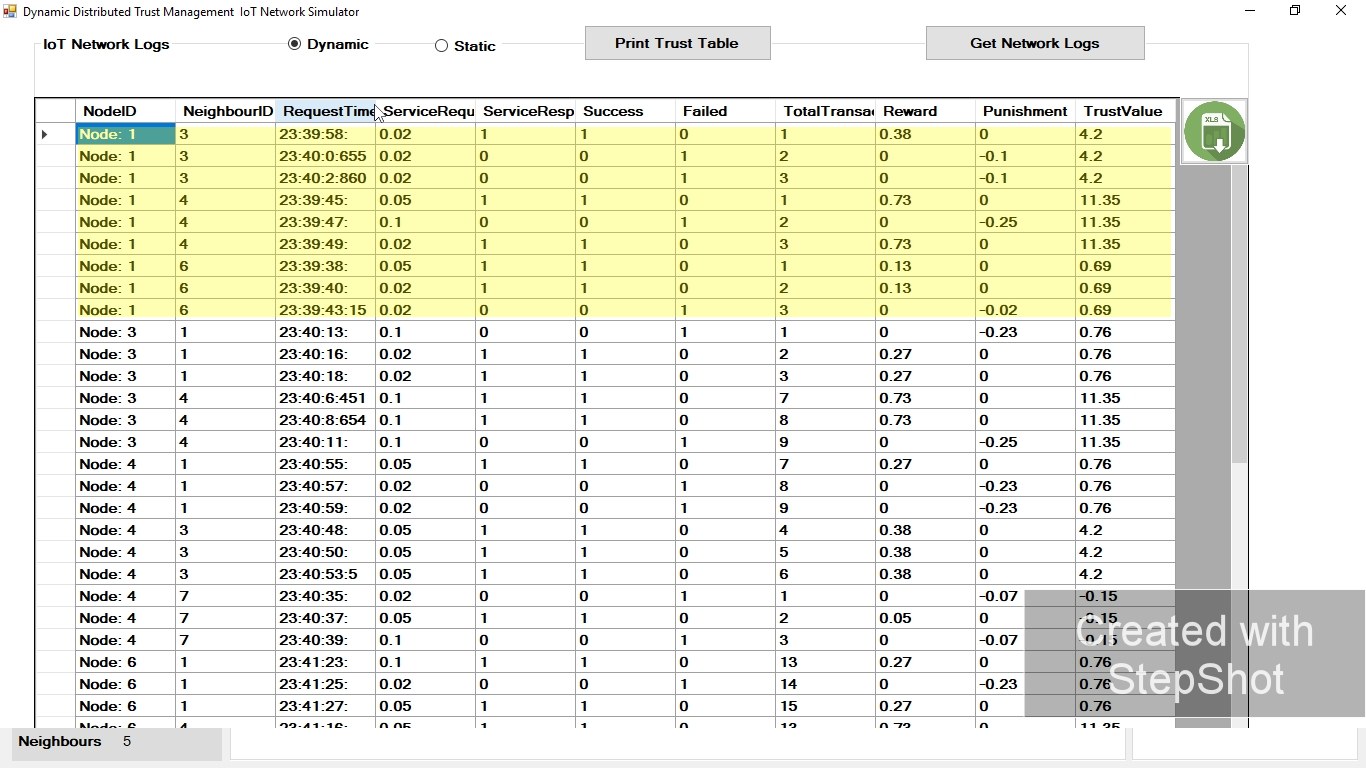 Dynamic Distributed Trust Management IoT Network Simulator
IoT Network Logs Dynamic Static Print Trust Table Get Network Logs
NodeID NeighbourID RequestTime ServiceRequ ServiceResp Success Failed TotalTransac Reward Punishment TrustValue
XLS
Node: 1 3 23:39:58: 0.02 1 1 0 1 0.38 0 4.2
Node: 1 3 23:40:0:655 0.02 0 0 1 2 0 -0.1 4.2
Node: 1 3 23:40:2:860 0.02 0 0 1 3 0 -0.1 4.2
Node: 1 4 23:39:45: 0.05 1 1 0 1 0.73 0 11.35
Node: 1 4 23:39:47: 0.1 0 0 1 2 0 -0.25 11.35
Node: 1 4 23:39:49: 0.02 1 1 0 3 0.73 0 11.35
Node: 1 6 23:39:38: 0.05 1 1 0 1 0.13 0 0.69
Node: 1 6 23:39:40: 0.02 1 1 0 2 0.13 0 0.69
Node: 1 6 23:39:43:15 0.02 0 0 1 3 0 -0.02 0.69
Node: 3 1 23:40:13: 0.1 0 0 1 1 0 -0.23 0.76
Node: 3 1 23:40:16: 0.02 1 1 0 2 0.27 0 0.76
Node: 3 1 23:40:18: 0.02 1 1 0 3 0.27 0 0.76
Node: 3 4 23:40:6:451 0.1 1 1 0 7 0.73 0 11.35
Node: 3 4 23:40:8:654 0.1 1 1 0 8 0.73 0 11.35
Node: 3 4 23:40:11: 0.1 0 0 1 9 0 -0.25 11.35
Node: 4 1 23:40:55: 0.05 1 1 0 7 0.27 0 0.76
Node: 4 1 23:40:57: 0.02 0 0 1 8 0 -0.23 0.76
Node: 4 1 23:40:59: 0.02 0 0 1 9 0 -0.23 0.76
Node: 4 3 23:40:48: 0.05 1 1 0 4 0.38 0 4.2
Node: 4 3 23:40:50: 0.05 1 1 0 5 0.38 0 4.2
Node: 4 3 23:40:53:5 0.05 1 1 0 6 0.38 0 4.2
Node: 4 7 23:40:35: 0.02 0 0 1 1 0 -0.07 -0.15
Node: 4 7 23:40:37: 0.05 1 1 0 2 0.05 0 -0.15
Node: 4 7 23:40:39: 0.1 0 0 1 3 0 -0.07 -0.15
Node: 6 1 23:41:23: 0.1 1 1 0 13 0.27 0 0.76
Node: 6 1 23:41:25: 0.02 0 0 1 14 0 -0.23 0.76
Node: 6 1 23:41:27: 0.05 1 1 0 15 0.27 0 0.76
Node: 6 4 23:41:16: 0.05 1 1 0 13 0.73 0 11.35
Created with
StepShot
Neighbours 5